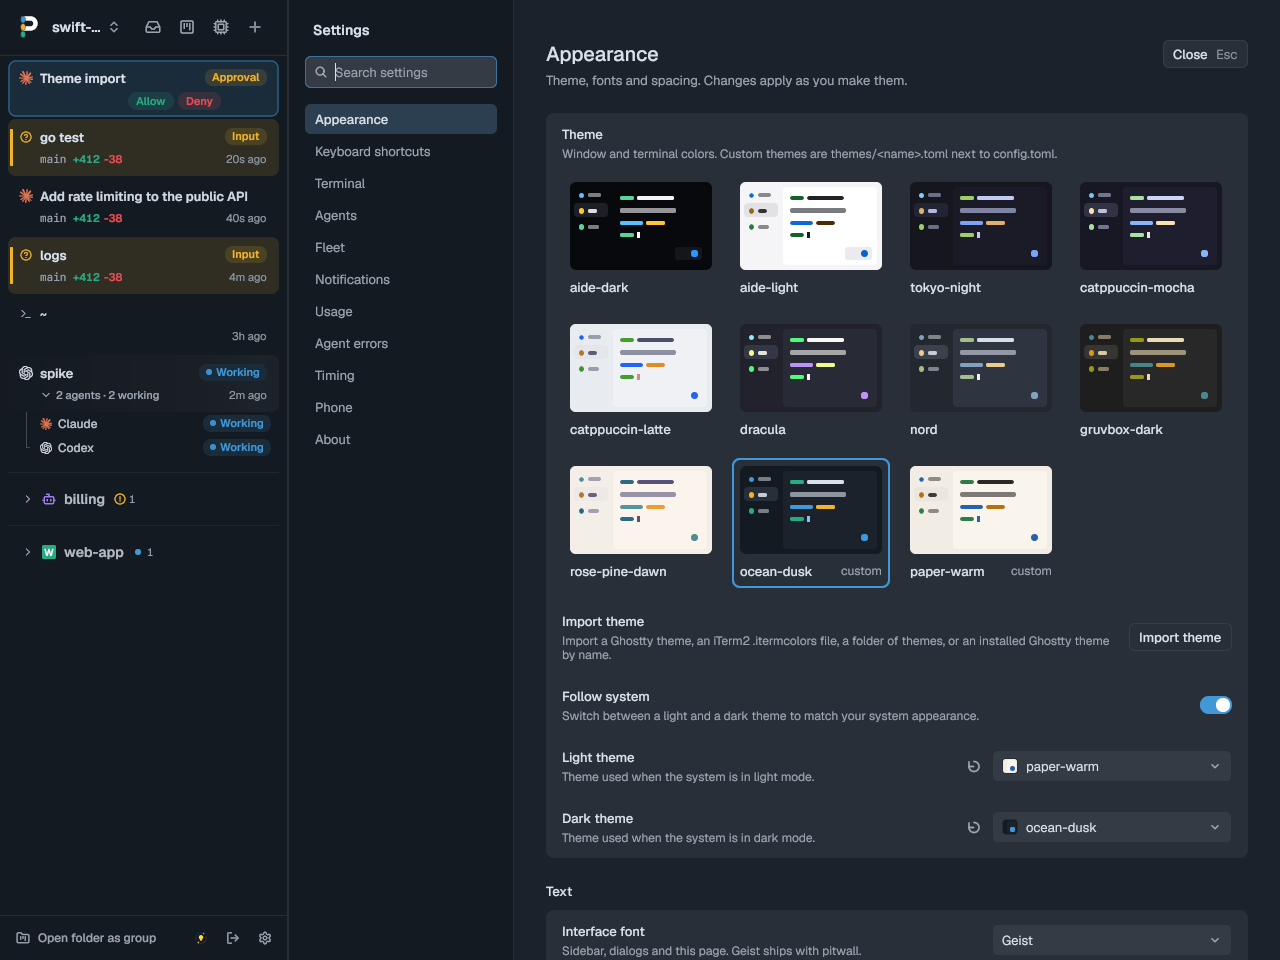 swift-...
Theme import
Approval
Allow
Deny
go test
Input
main +412 -38
20s ago
Add rate limiting to the public API
main +412 -38
40s ago
logs
Input
main +412 -38
4m ago
~
3h ago
spike
Working
2 agents · 2 working
2m ago
Claude
Working
Codex
Working
billing
1
W
web-app
1
Open folder as group
Settings
Search settings
Appearance
Keyboard shortcuts
Terminal
Agents
Fleet
Notifications
Usage
Agent errors
Timing
Phone
About
Appearance
Theme, fonts and spacing. Changes apply as you make them.
Close Esc
Theme
Window and terminal colors. Custom themes are themes/<name>.toml next to config.toml.
aide-dark
aide-light
tokyo-night
catppuccin-mocha
catppuccin-latte
dracula
nord
gruvbox-dark
rose-pine-dawn
ocean-dusk custom
paper-warm custom
Import theme
Import a Ghostty theme, an iTerm2 .itermcolors file, a folder of themes, or an installed Ghostty theme
by name.
Import theme
Follow system
Switch between a light and a dark theme to match your system appearance.
Light theme
Theme used when the system is in light mode.
paper-warm
Dark theme
Theme used when the system is in dark mode.
ocean-dusk
Text
Interface font
Sidebar, dialogs and this page. Geist ships with pitwall.
Geist